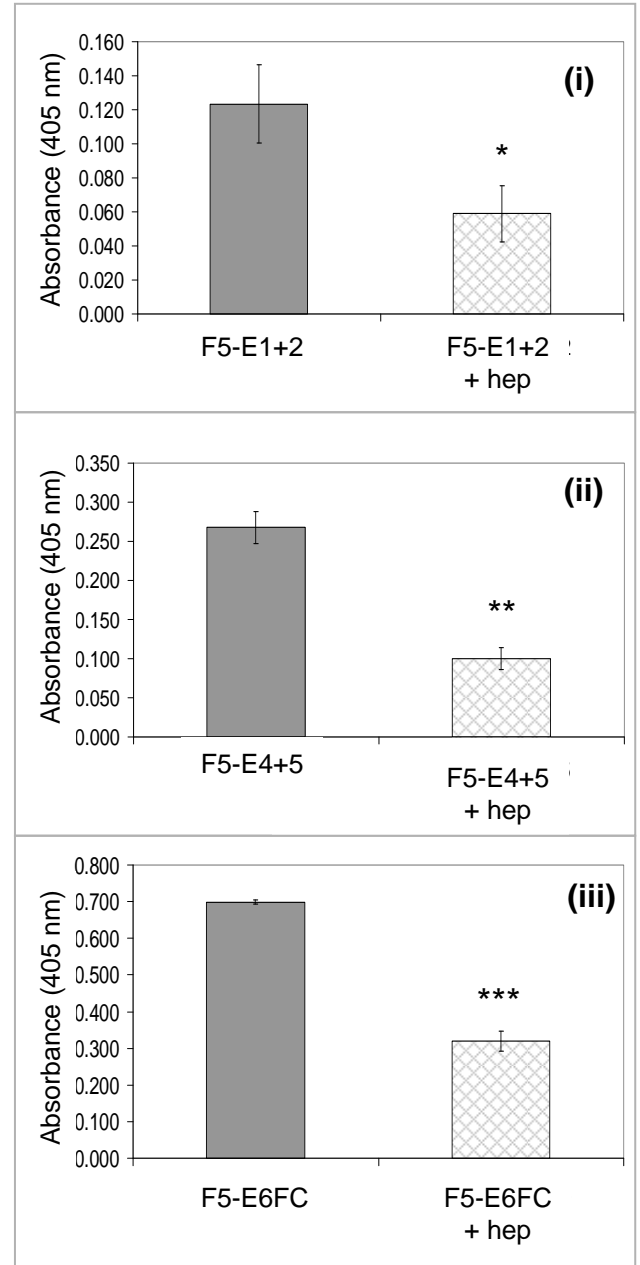 0.160
0.140
0.120
0.100
0.080
0.060
0.040
0.020
0.000
Absorbance (405 nm)
(i)
*
F5-E1+2
F5-E1+2 :
+ hep
0.350
0.300
0.250
0.200
0.150
0.100
0.050
0.000
Absorbance (405 nm)
(ii)
**
F5-E4+5
F5-E4+5
+ hep
0.800
0.700
0.600
0.500
0.400
0.300
0.200
0.100
0.000
Absorbance (405 nm)
(iii)
***
F5-E6FC
F5-E6FC
+ hep